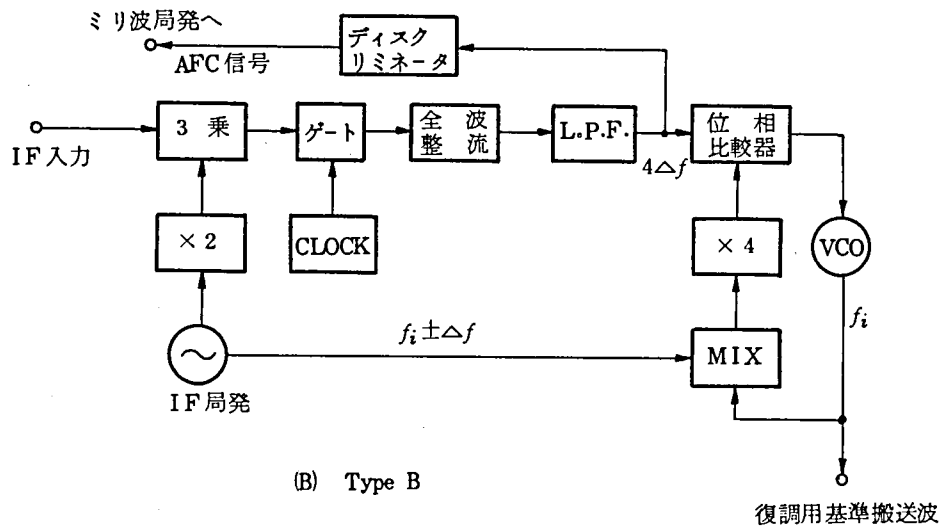 ミリ波局発へ
ディスク
リミネータ
AFC信号
3乗
ゲート
全波
整流
L.P.F.
位相
比較器
IF入力
4△f
×2
CLOCK
×4
VCO
fi±△f
fi
MIX
IF局発
(B) Type B
復調用基準搬送波